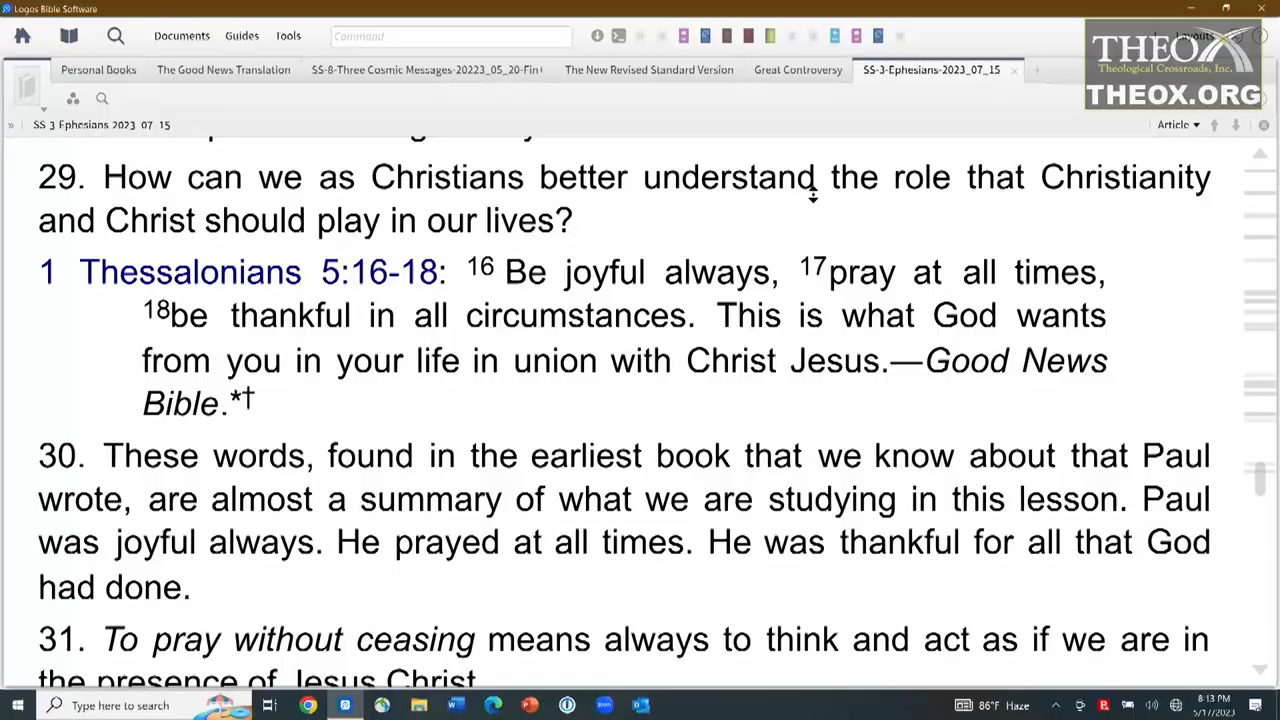 Logos Bible Software
Documents Guides Tools Command Layouts
THEOX
Theological Crossroads, Inc.
THEOX.ORG
Personal Books The Good News Translation SS-8-Three Cosmic Messages The New Revised Standard Version Great Controversy SS-3-Ephesians-2023_07_15
SS 3 Ephesians 2023 07 15 Article
29. How can we as Christians better understand the role that Christianity
and Christ should play in our lives?
1 Thessalonians 5:16-18: 16 Be joyful always, 17pray at all times,
18be thankful in all circumstances. This is what God wants
from you in your life in union with Christ Jesus.—Good News
Bible.*†
30. These words, found in the earliest book that we know about that Paul
wrote, are almost a summary of what we are studying in this lesson. Paul
was joyful always. He prayed at all times. He was thankful for all that God
had done.
31. To pray without ceasing means always to think and act as if we are in
the presence of Jesus Christ.
Type here to search 86°F Haze 8:13 PM
5/17/2023